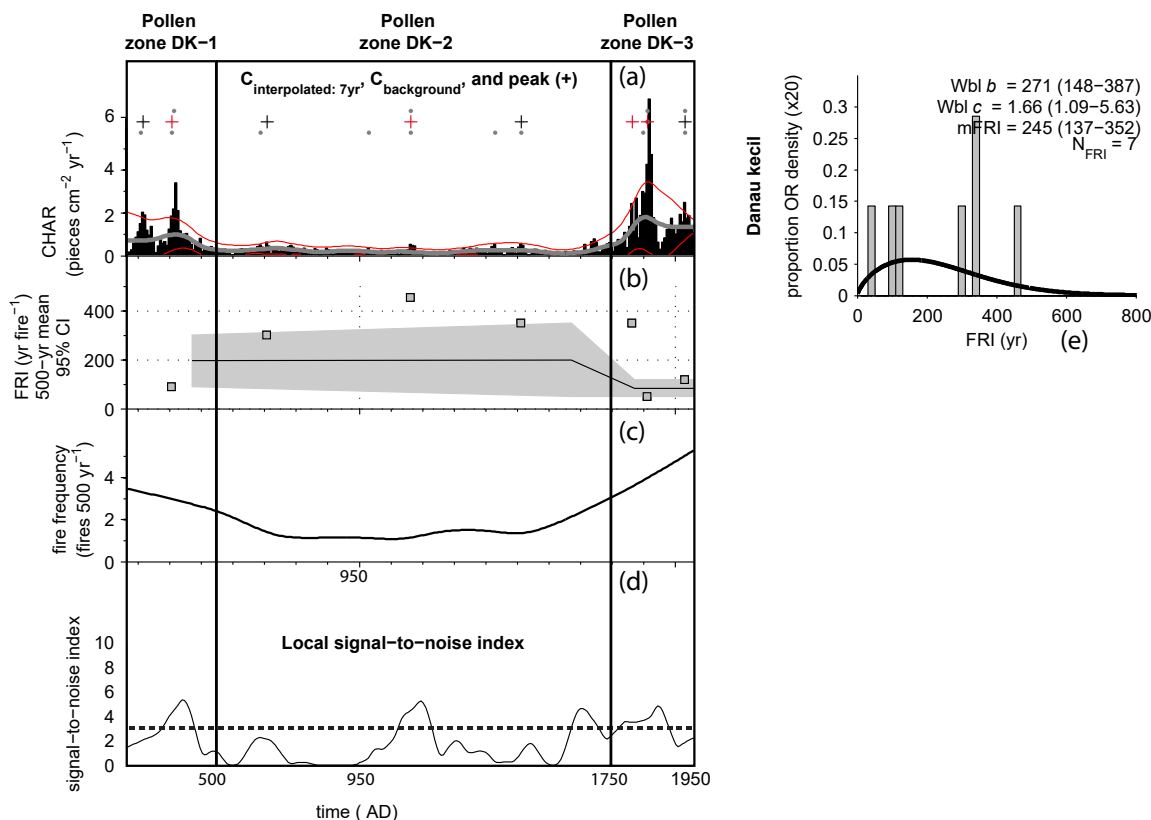 Pollen zone DK−1
Pollen zone DK−2
Pollen zone DK−3
(a)
C interpolated: 7yr, C background, and peak (+)
6
4
2
0
CHAR
(pieces cm−2 yr−1)
(b)
400
200
0
FRI (yr fire−1)
500−yr mean
95% CI
(c)
4
2
0
fire frequency
(fires 500 yr−1)
950
(d)
Local signal−to−noise index
10
8
6
4
2
0
signal−to−noise index
500
950
1750
1950
time ( AD)
Danau kecil
proportion OR density (x20)
0.3
0.25
0.2
0.15
0.1
0.05
0
Wbl b = 271 (148−387)
Wbl c = 1.66 (1.09−5.63)
mFRI = 245 (137−352)
N FRI = 7
0 200 400 600 800
FRI (yr)
(e)